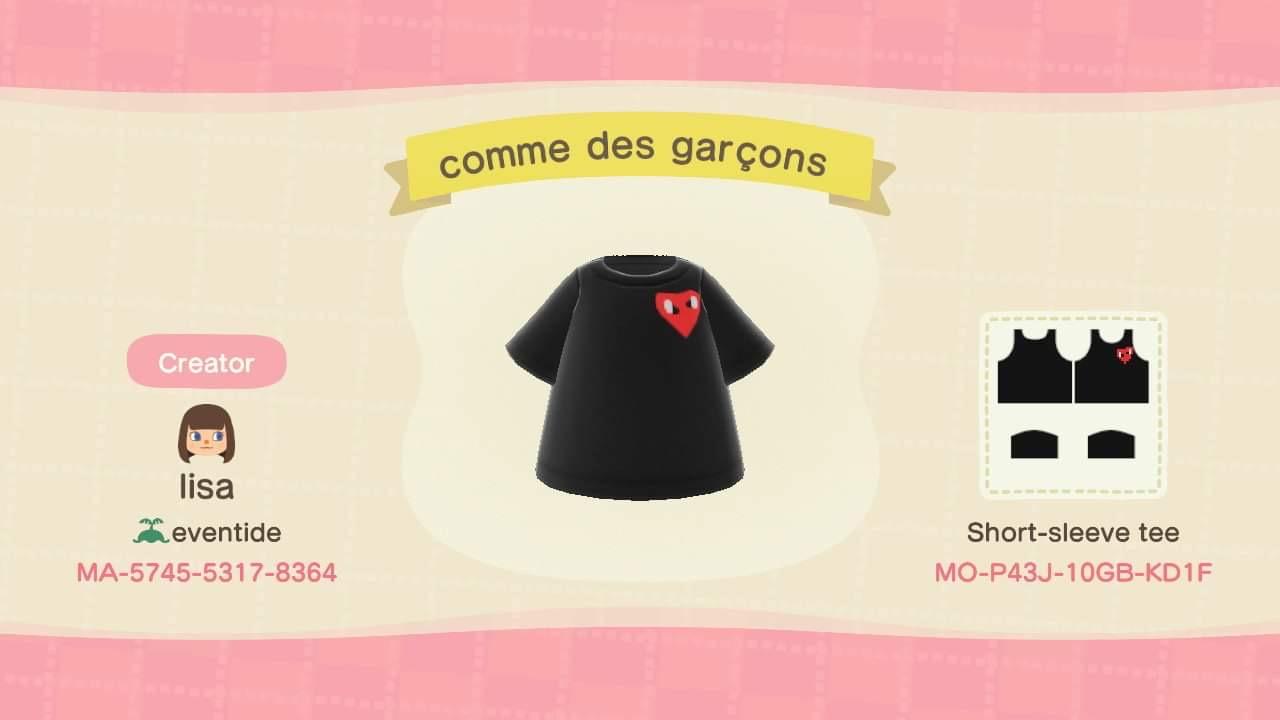 comme des garçons
Creator
lisa
eventide
MA-5745-5317-8364
Short-sleeve tee
MO-P43J-10GB-KD1F